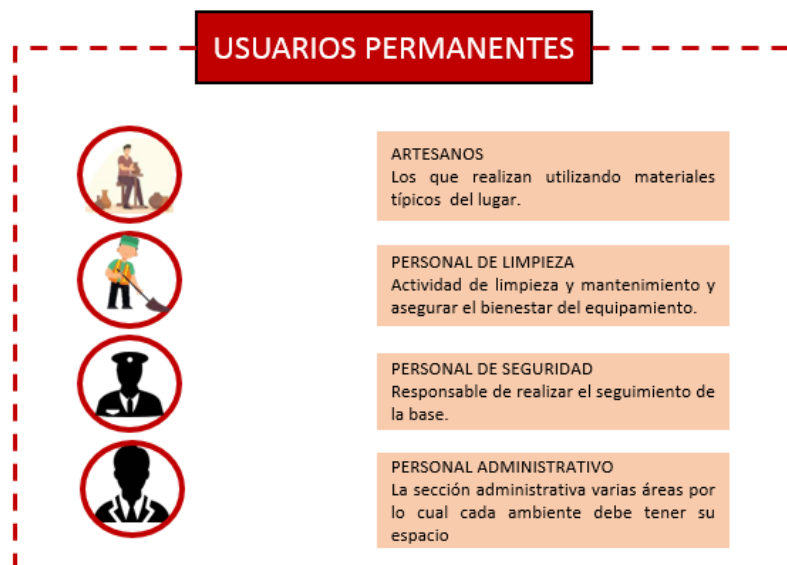 USUARIOS PERMANENTES
ARTESANOS
Los que realizan utilizando materiales
típicos del lugar.
PERSONAL DE LIMPIEZA
Actividad de limpieza y mantenimiento y
asegurar el bienestar del equipamiento.
PERSONAL DE SEGURIDAD
Responsable de realizar el seguimiento de
la base.
PERSONAL ADMINISTRATIVO
La sección administrativa varias áreas por
lo cual cada ambiente debe tener su
espacio